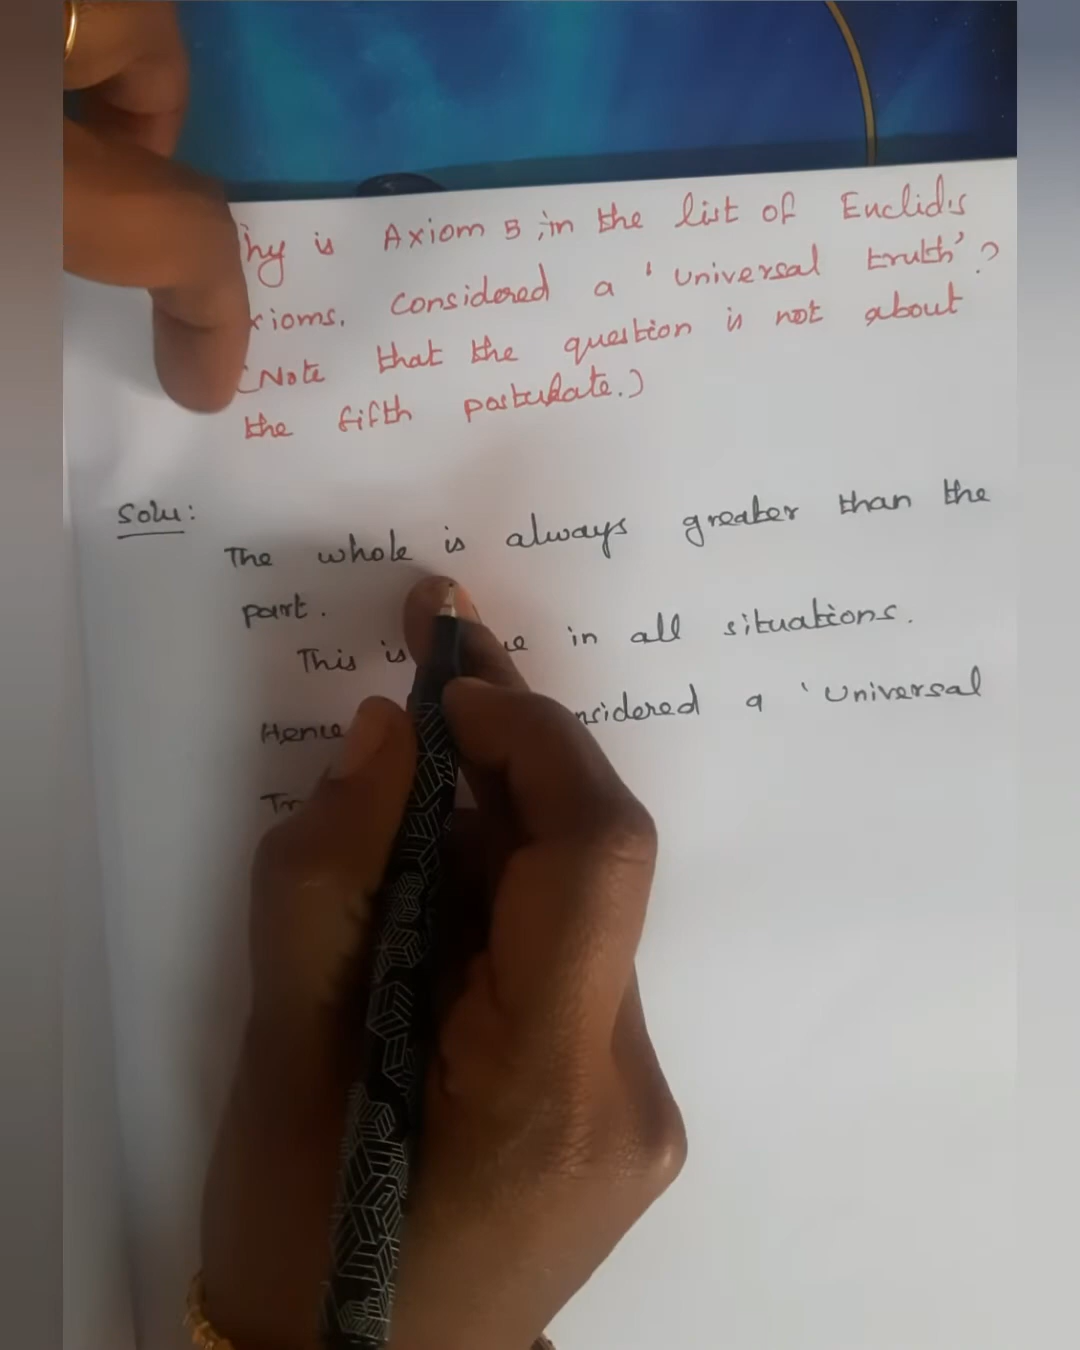 hy is Axiom 5, in the list of Euclid's
xioms, considered a 'universal truth'?
(Note that the question is not about
the fifth postulate.)
Solu:
The whole is always greater than the
part.
This is ue in all situations.
Hence nsidered a 'Universal
Tr